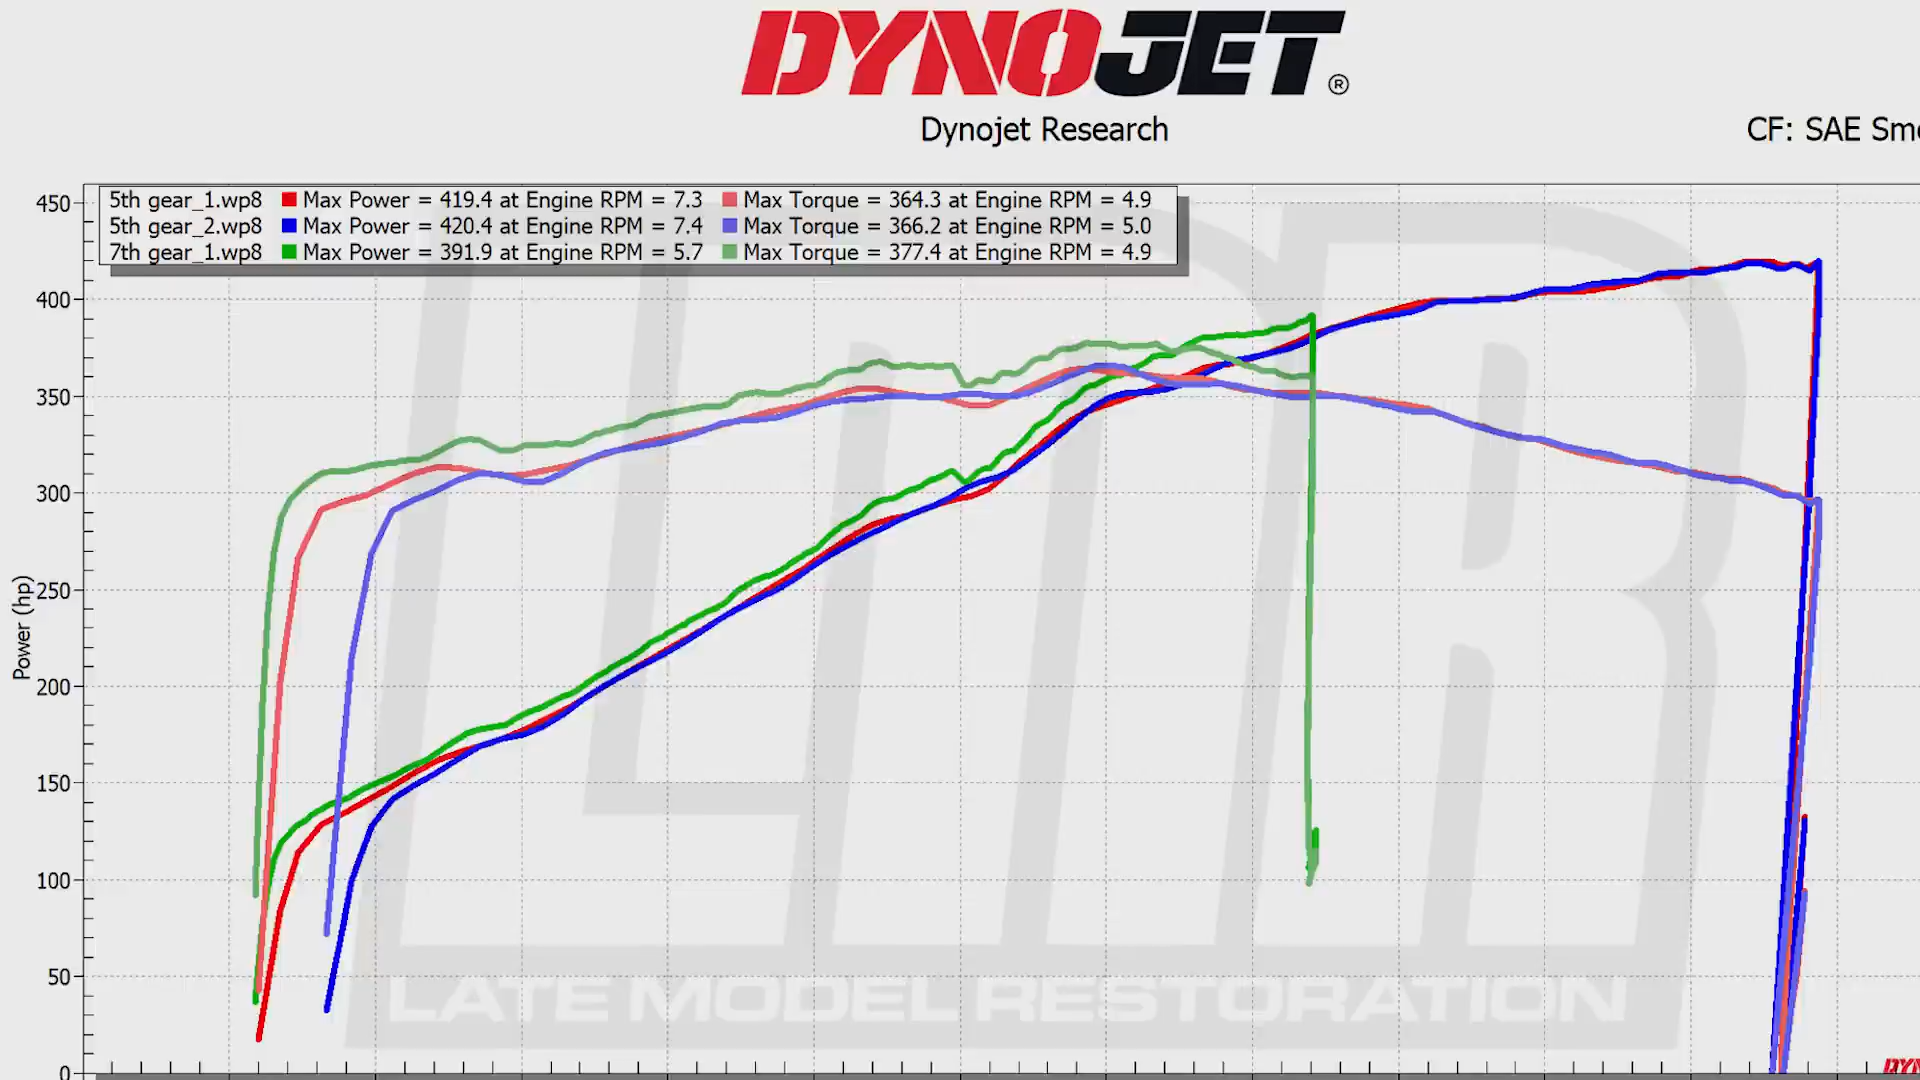 DYNOJET®
Dynojet Research
CF: SAE Smo
5th gear_1.wp8 Max Power = 419.4 at Engine RPM = 7.3 Max Torque = 364.3 at Engine RPM = 4.9
5th gear_2.wp8 Max Power = 420.4 at Engine RPM = 7.4 Max Torque = 366.2 at Engine RPM = 5.0
7th gear_1.wp8 Max Power = 391.9 at Engine RPM = 5.7 Max Torque = 377.4 at Engine RPM = 4.9
450
400
350
300
250
200
150
100
50
0
Power (hp)
LMR
LATE MODEL RESTORATION